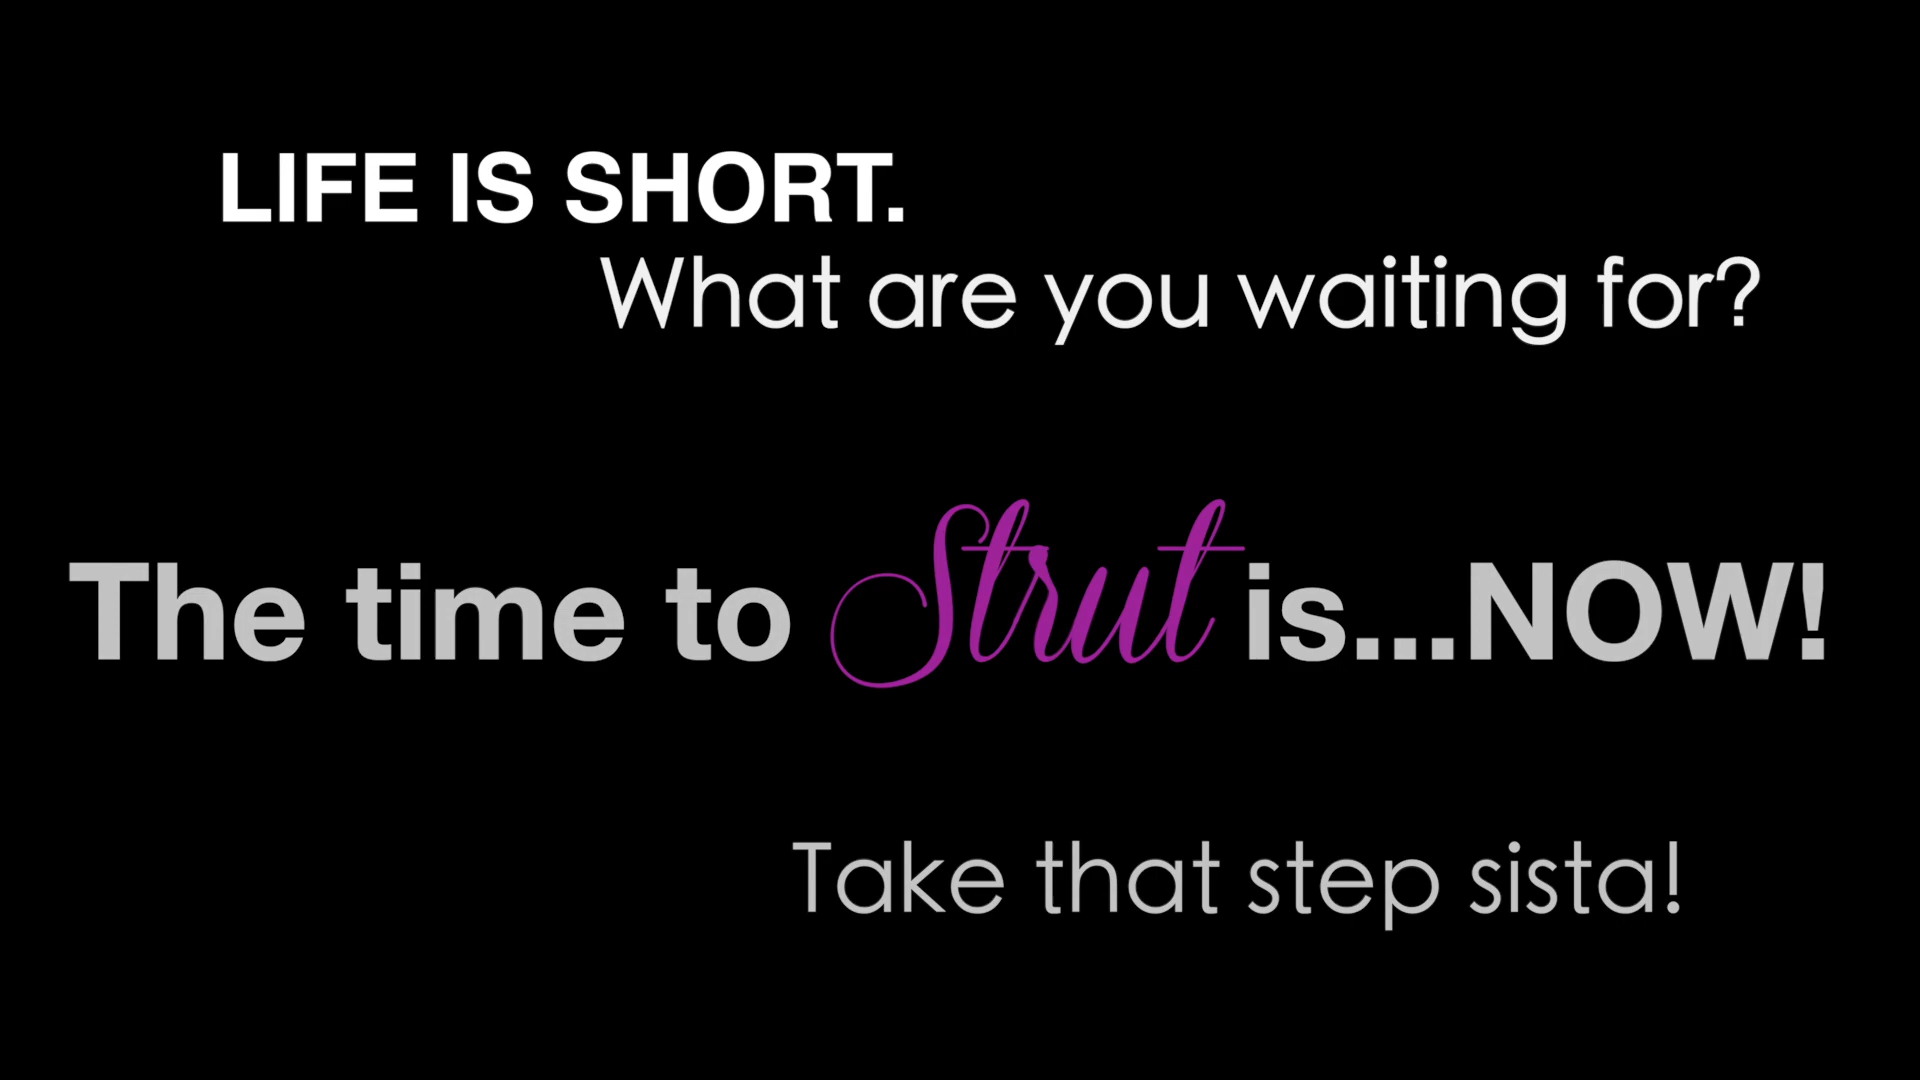 LIFE IS SHORT.
What are you waiting for?
The time to Strut is...NOW!
Take that step sista!